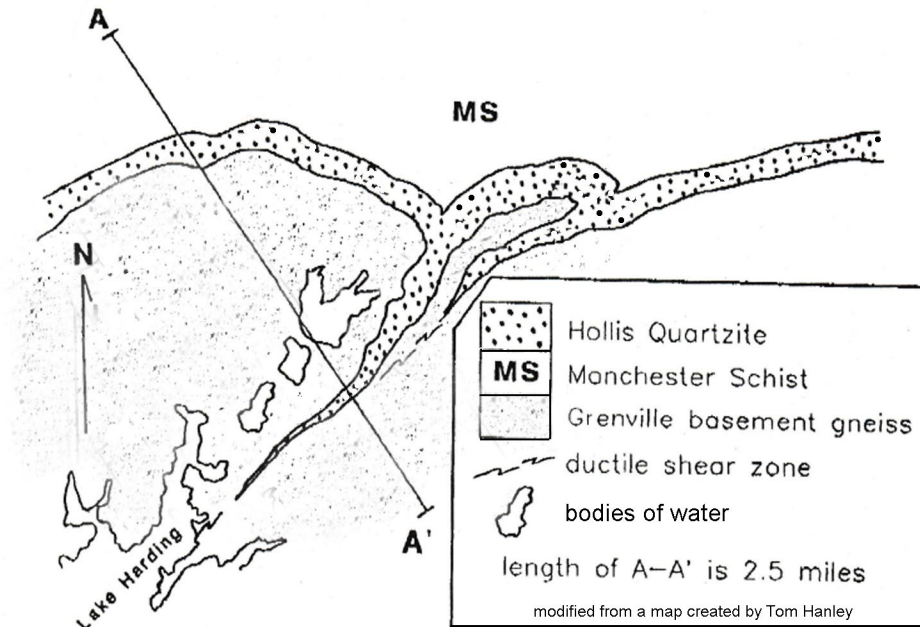 A
MS
N
Hollis Quartzite
MS
Manchester Schist
Grenville basement gneiss
ductile shear zone
bodies of water
A'
Lake Harding
length of A-A' is 2.5 miles
modified from a map created by Tom Hanley